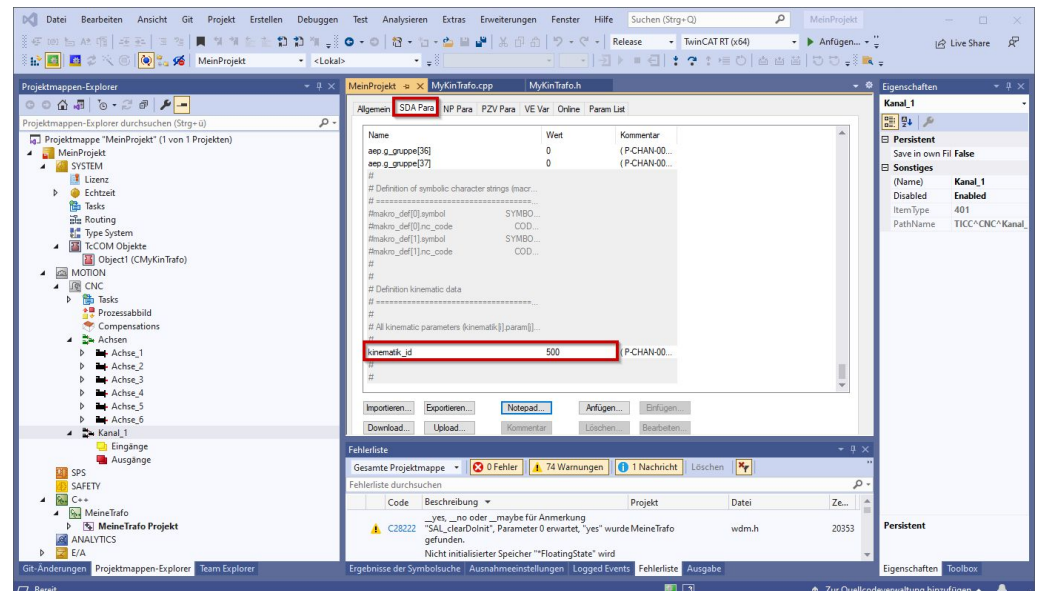 Datei Bearbeiten Ansicht Git Projekt Erstellen Debuggen Test Analysieren Extras Erweiterungen Fenster Hilfe Suchen (Strg+Q) MeinProjekt
Release TwinCAT RT (x64) Anfügen... Live Share
MeinProjekt <Lokal>
Projektmappen-Explorer
Projektmappen-Explorer durchsuchen (Strg+ü)
Projektmappe "MeinProjekt" (1 von 1 Projekten)
MeinProjekt
SYSTEM
Lizenz
Echtzeit
Tasks
Routing
Type System
TcCOM Objekte
Object1 (CMyKinTrafo)
MOTION
CNC
Tasks
Prozessabbild
Compensations
Achsen
Achse_1
Achse_2
Achse_3
Achse_4
Achse_5
Achse_6
Kanal_1
Eingänge
Ausgänge
SPS
SAFETY
C++
MeineTrafo
MeineTrafo Projekt
ANALYTICS
E/A
Git-Änderungen Projektmappen-Explorer Team Explorer
MeinProjekt MyKinTrafo.cpp MyKinTrafo.h
Allgemein SDA Para NP Para PZV Para VE Var Online Param List
Name Wert Kommentar
aep.g_gruppe[36] 0 ( P-CHAN-00...
aep.g_gruppe[37] 0 ( P-CHAN-00...
#
# Definition of symbolic character strings (macr...
# ===================================...
#makro_def[0].symbol SYMBO...
#makro_def[0].nc_code COD...
#makro_def[1].symbol SYMBO...
#makro_def[1].nc_code COD...
#
#
# Definition kinematic data
# ===================================...
#
# All kinematic parameters (kinematik[i].param[j]...
#
kinematik_id 500 ( P-CHAN-00...
#
#
Importieren... Exportieren... Notepad... Anfügen... Einfügen...
Download... Upload... Kommentar Löschen... Bearbeiten...
Fehlerliste
Gesamte Projektmappe 0 Fehler 74 Warnungen 1 Nachricht Löschen
Fehlerliste durchsuchen
Code Beschreibung Projekt Datei Ze...
C28222 __yes, __no oder __maybe für Anmerkung
"SAL_clearDoInit", Parameter 0 erwartet, "yes" wurde MeineTrafo wdm.h 20353
gefunden.
Nicht initialisierter Speicher "*FloatingState" wird
Ergebnisse der Symbolsuche Ausnahmeeinstellungen Logged Events Fehlerliste Ausgabe
Eigenschaften
Kanal_1
Persistent
Save in own Fil False
Sonstiges
(Name) Kanal_1
Disabled Enabled
ItemType 401
PathName TICC^CNC^Kanal_
Persistent
Eigenschaften Toolbox
Bereit Zur Quellcodeverwaltung hinzufügen